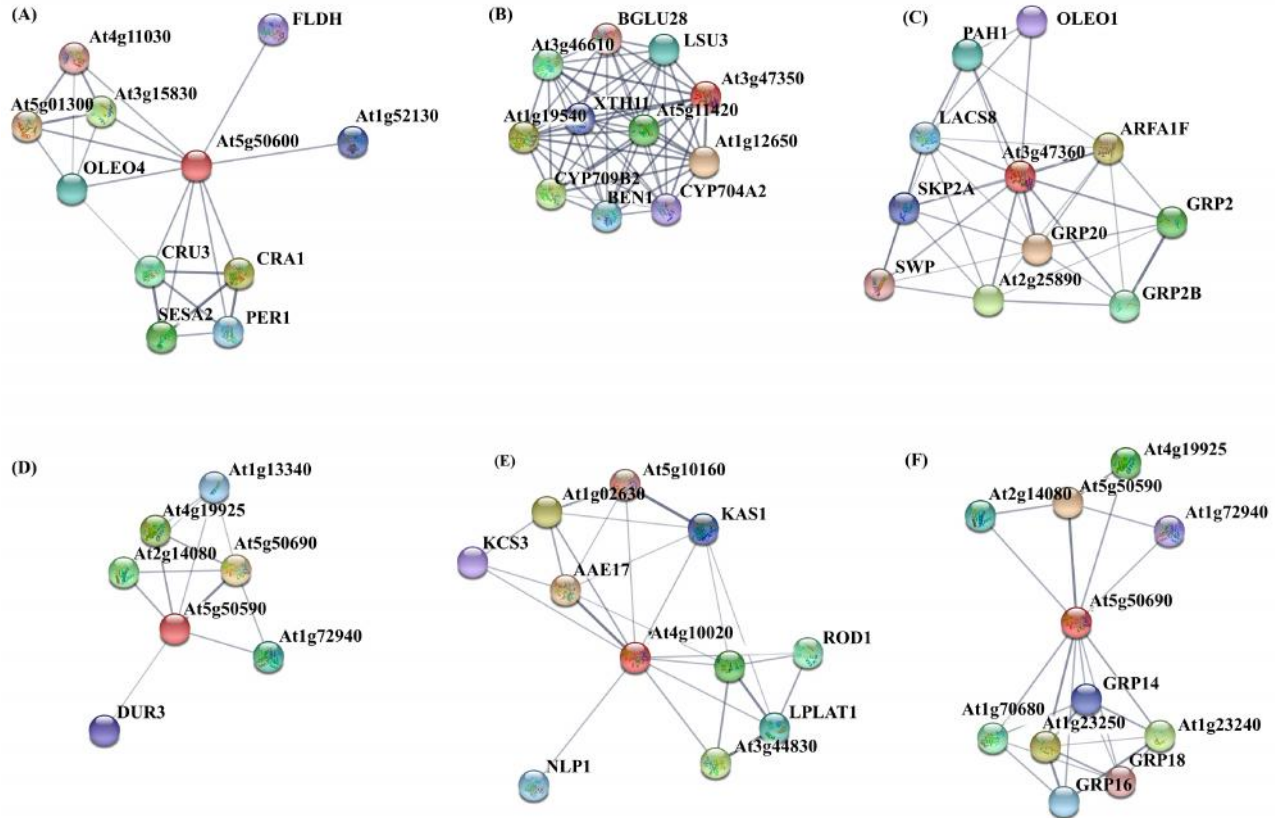 (A)
FLDH
At4g11030
At3g15830
At5g01300
At1g52130
At5g50600
OLEO4
CRU3
CRA1
SESA2
PER1
(B)
BGLU28
At3g46610
LSU3
At3g47350
XTH11
At5g11420
At1g19540
At1g12650
CYP709B2
CYP704A2
BEN1
(C)
OLEO1
PAH1
LACS8
ARFA1F
At3g47360
SKP2A
GRP2
GRP20
SWP
At2g25890
GRP2B
(D)
At1g13340
At4g19925
At2g14080
At5g50690
At5g50590
At1g72940
DUR3
(E)
At5g10160
At1g02630
KAS1
KCS3
AAE17
At4g10020
ROD1
LPLAT1
At3g44830
NLP1
(F)
At4g19925
At5g50590
At2g14080
At1g72940
At5g50690
GRP14
At1g70680
At1g23250
At1g23240
GRP18
GRP16